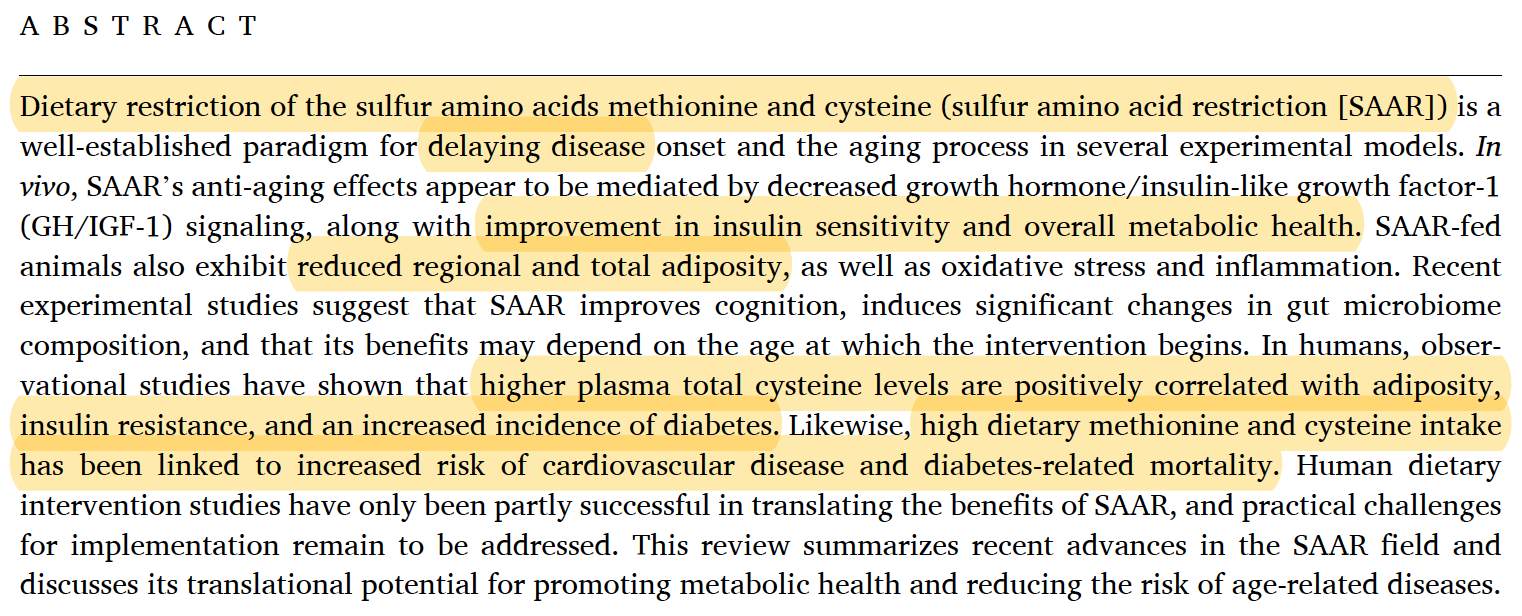 A B S T R A C T
Dietary restriction of the sulfur amino acids methionine and cysteine (sulfur amino acid restriction [SAAR]) is a
well-established paradigm for delaying disease onset and the aging process in several experimental models. In
vivo, SAAR’s anti-aging effects appear to be mediated by decreased growth hormone/insulin-like growth factor-1
(GH/IGF-1) signaling, along with improvement in insulin sensitivity and overall metabolic health. SAAR-fed
animals also exhibit reduced regional and total adiposity, as well as oxidative stress and inflammation. Recent
experimental studies suggest that SAAR improves cognition, induces significant changes in gut microbiome
composition, and that its benefits may depend on the age at which the intervention begins. In humans, obser-
vational studies have shown that higher plasma total cysteine levels are positively correlated with adiposity,
insulin resistance, and an increased incidence of diabetes. Likewise, high dietary methionine and cysteine intake
has been linked to increased risk of cardiovascular disease and diabetes-related mortality. Human dietary
intervention studies have only been partly successful in translating the benefits of SAAR, and practical challenges
for implementation remain to be addressed. This review summarizes recent advances in the SAAR field and
discusses its translational potential for promoting metabolic health and reducing the risk of age-related diseases.